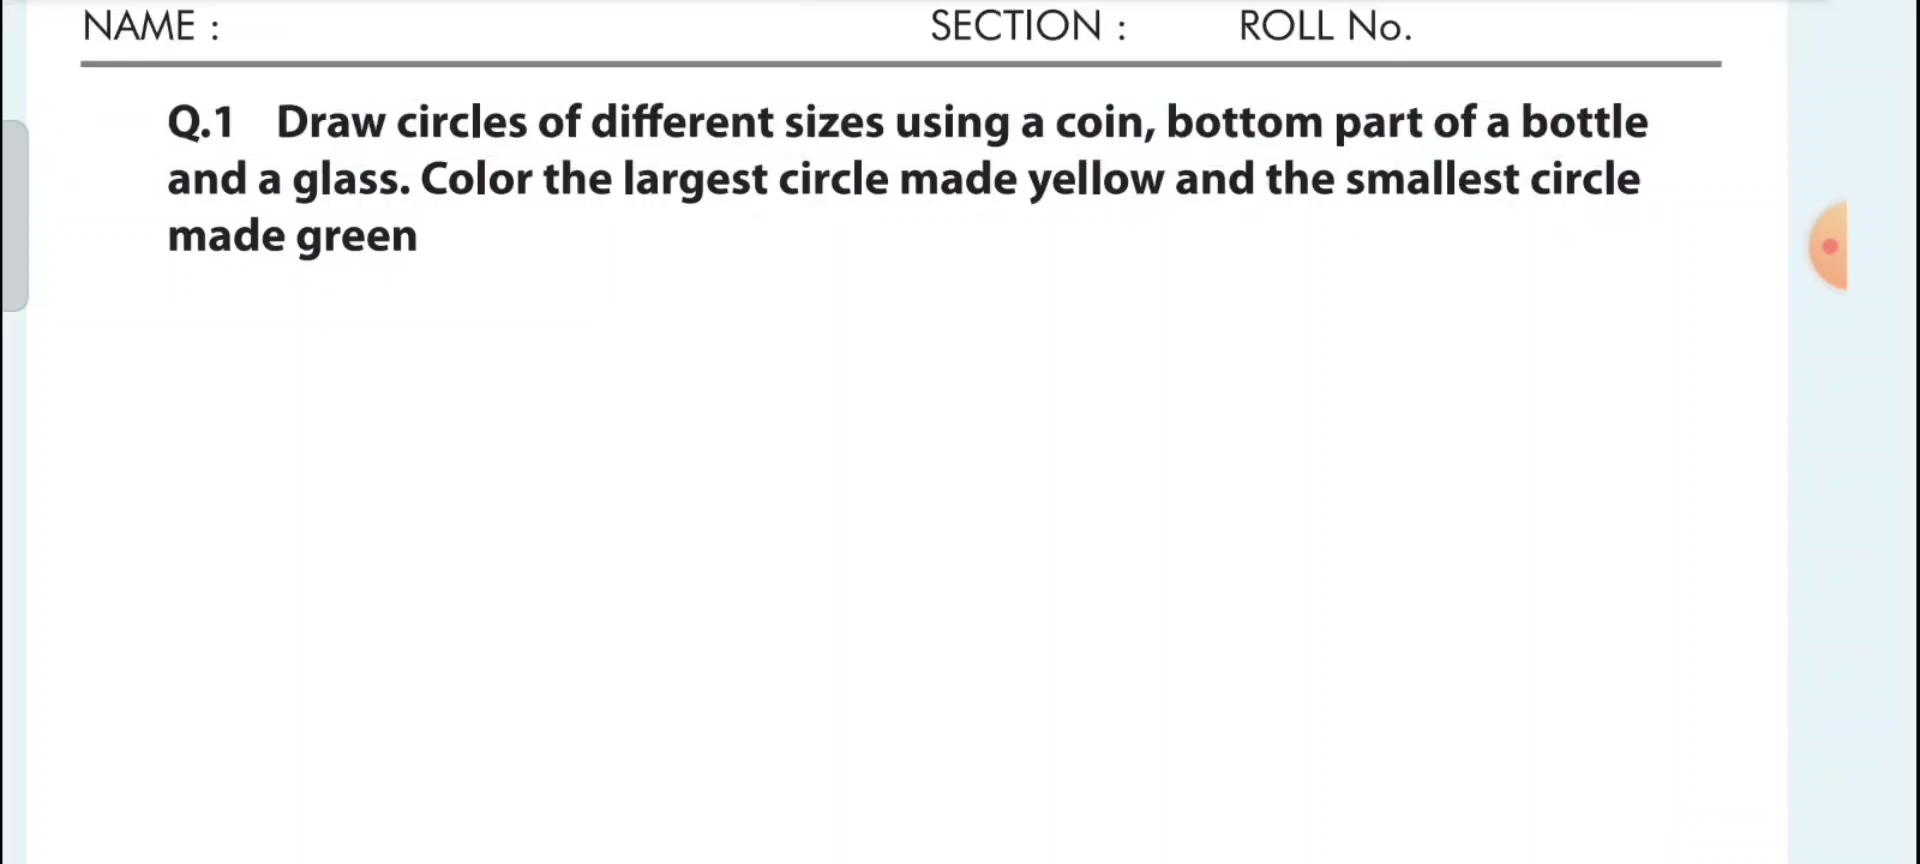 NAME : SECTION : ROLL No.
Q.1 Draw circles of different sizes using a coin, bottom part of a bottle
and a glass. Color the largest circle made yellow and the smallest circle
made green